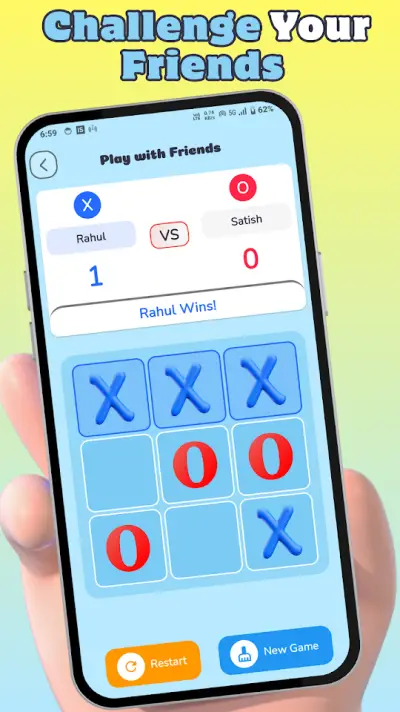 Challenge Your
Friends
6:59
5G 62%
Play with Friends
X
O
Rahul
VS
Satish
1
0
Rahul Wins!
X X X
O O
O X
Restart
New Game